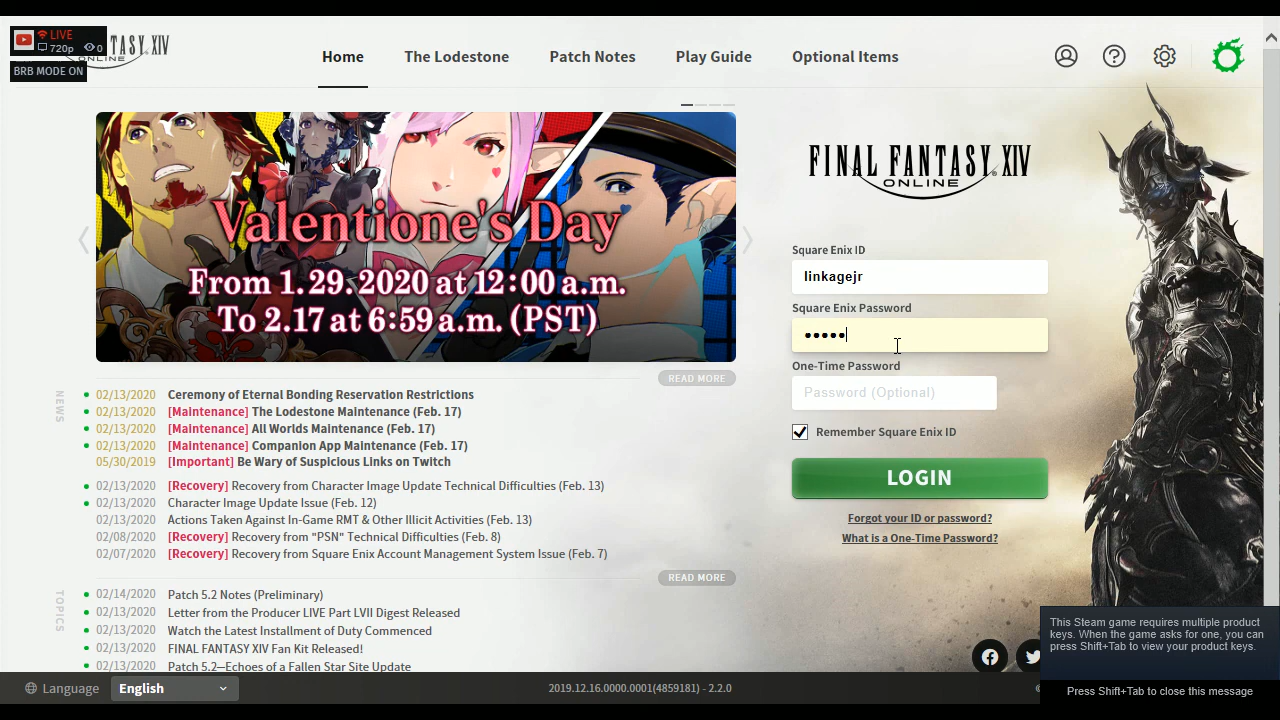 LIVE
720p 0
BRB MODE ON
TASY XIV
ONLINE
Home
The Lodestone
Patch Notes
Play Guide
Optional Items
Valentione's Day
From 1.29.2020 at 12:00 a.m.
To 2.17 at 6:59 a.m. (PST)
READ MORE
NEWS
02/13/2020 Ceremony of Eternal Bonding Reservation Restrictions
02/13/2020 [Maintenance] The Lodestone Maintenance (Feb. 17)
02/13/2020 [Maintenance] All Worlds Maintenance (Feb. 17)
02/13/2020 [Maintenance] Companion App Maintenance (Feb. 17)
05/30/2019 [Important] Be Wary of Suspicious Links on Twitch
02/13/2020 [Recovery] Recovery from Character Image Update Technical Difficulties (Feb. 13)
02/13/2020 Character Image Update Issue (Feb. 12)
02/13/2020 Actions Taken Against In-Game RMT & Other Illicit Activities (Feb. 13)
02/08/2020 [Recovery] Recovery from "PSN" Technical Difficulties (Feb. 8)
02/07/2020 [Recovery] Recovery from Square Enix Account Management System Issue (Feb. 7)
READ MORE
TOPICS
02/14/2020 Patch 5.2 Notes (Preliminary)
02/13/2020 Letter from the Producer LIVE Part LVII Digest Released
02/13/2020 Watch the Latest Installment of Duty Commenced
02/13/2020 FINAL FANTASY XIV Fan Kit Released!
02/13/2020 Patch 5.2—Echoes of a Fallen Star Site Update
FINAL FANTASY XIV
ONLINE
Square Enix ID
linkagejr
Square Enix Password
•••••
One-Time Password
Password (Optional)
Remember Square Enix ID
LOGIN
Forgot your ID or password?
What is a One-Time Password?
This Steam game requires multiple product
keys. When the game asks for one, you can
press Shift+Tab to view your product keys.
Press Shift+Tab to close this message
Language
English
2019.12.16.0000.0001(4859181) - 2.2.0
©